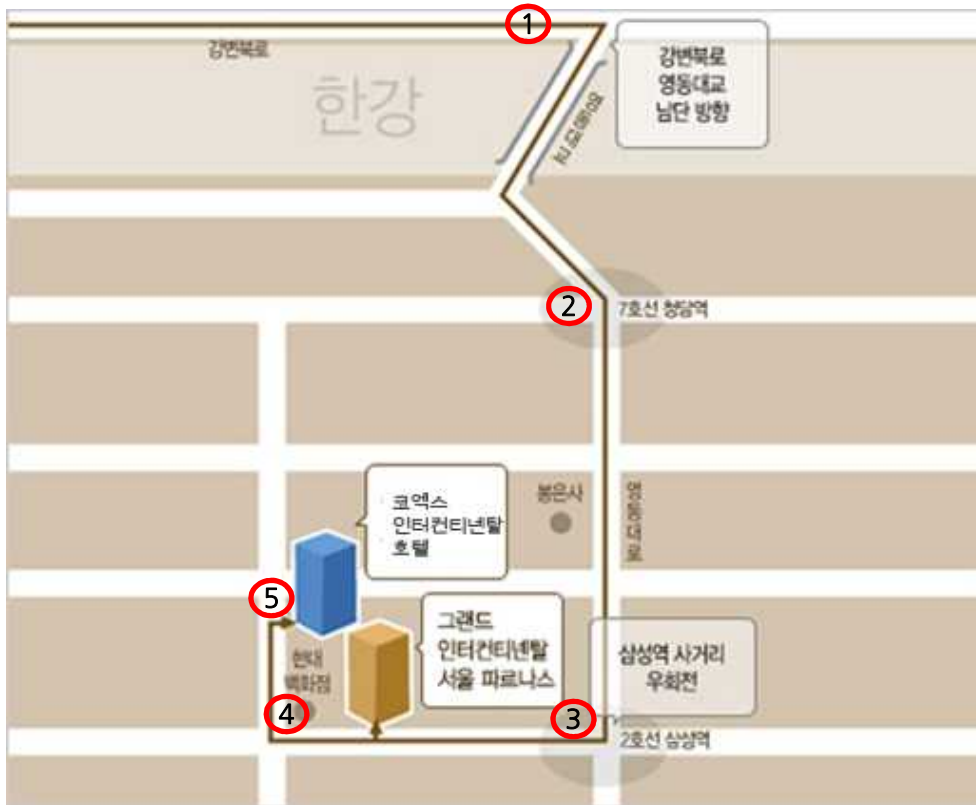 1
강변북로
한강
강변북로
영동대교
남단 방향
영동대교
2
7호선 청담역
코엑스
인터컨티넨탈
호텔
봉은사
영동대로
5
그랜드
인터컨티넨탈
서울 파르나스
삼성역 사거리
우회전
현대
백화점
4
3
2호선 삼성역